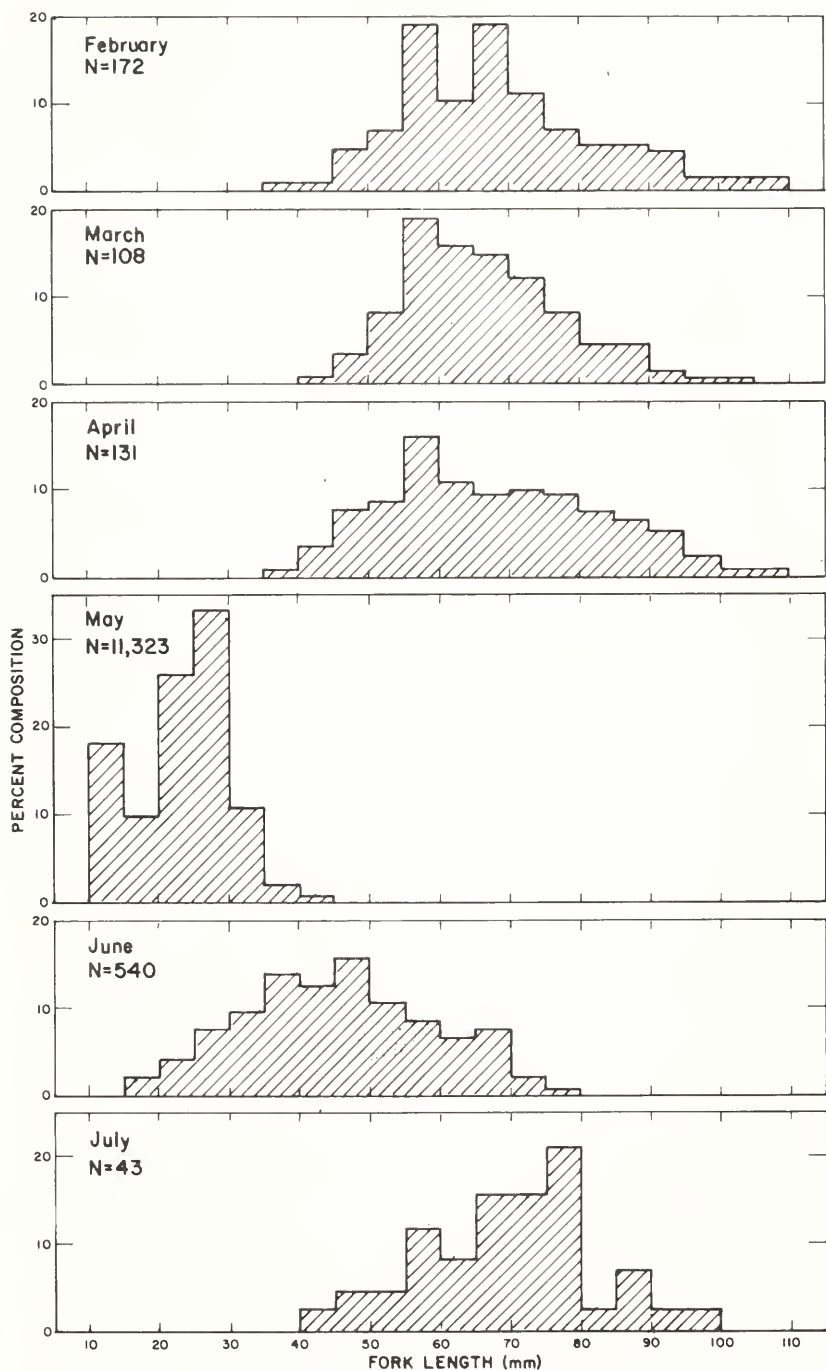 February
N=172
20
10
0
March
N=108
20
10
0
April
N=131
20
10
0
May
N=11,323
30
20
10
0
PERCENT COMPOSITION
June
N=540
20
10
0
July
N=43
20
10
0
10 20 30 40 50 60 70 80 90 100 110
FORK LENGTH (mm)